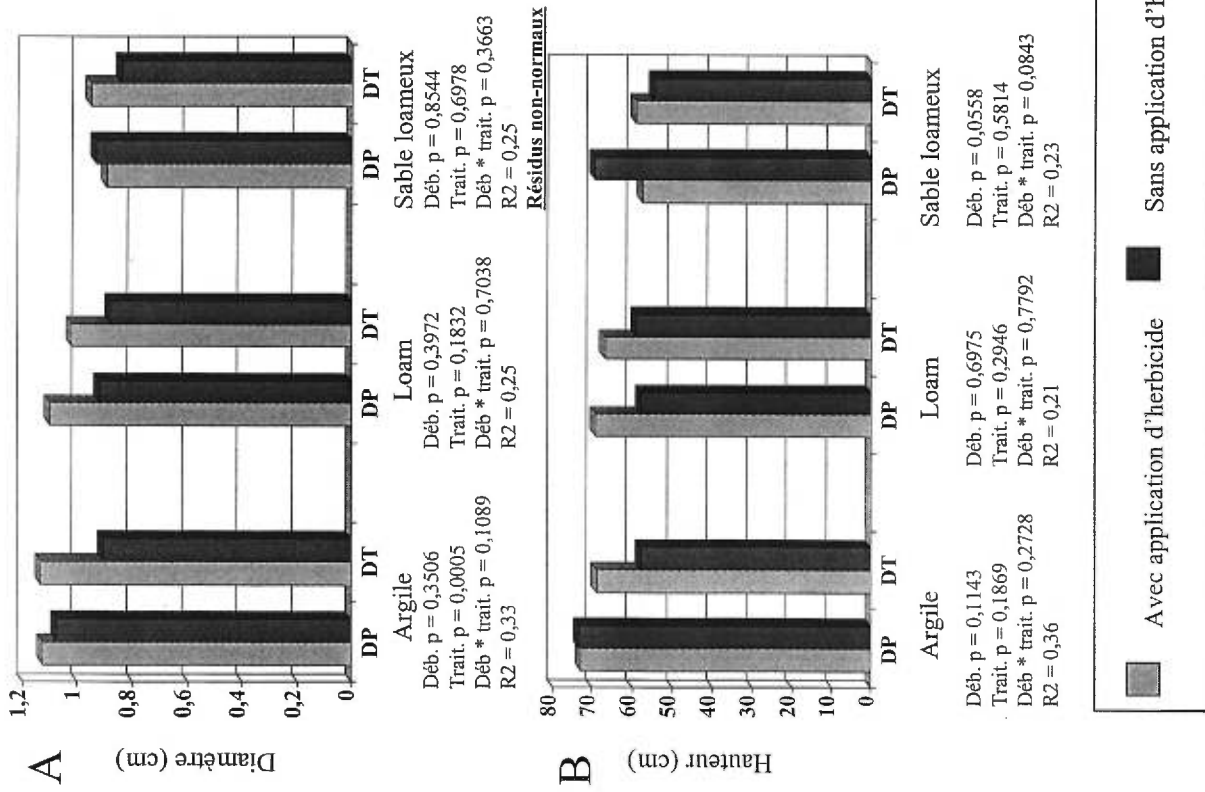 A
Diamètre (cm)
1,2
1
0,8
0,6
0,4
0,2
0
DP
DT
DP
DT
DP
DT
Argile
Déb. p = 0,3506
Trait. p = 0,0005
Déb * trait. p = 0,1089
R2 = 0,33
Loam
Déb. p = 0,3972
Trait. p = 0,1832
Déb * trait. p = 0,7038
R2 = 0,25
Sable loameux
Déb. p = 0,8544
Trait. p = 0,6978
Déb * trait. p = 0,3663
R2 = 0,25
Résidus non-normaux
B
Hauteur (cm)
80
70
60
50
40
30
20
10
0
DP
DT
DP
DT
DP
DT
Argile
Déb. p = 0,1143
Trait. p = 0,1869
Déb * trait. p = 0,2728
R2 = 0,36
Loam
Déb. p = 0,6975
Trait. p = 0,2946
Déb * trait. p = 0,7792
R2 = 0,21
Sable loameux
Déb. p = 0,0558
Trait. p = 0,5814
Déb * trait. p = 0,0843
R2 = 0,23
Avec application d'herbicide
Sans application d'h